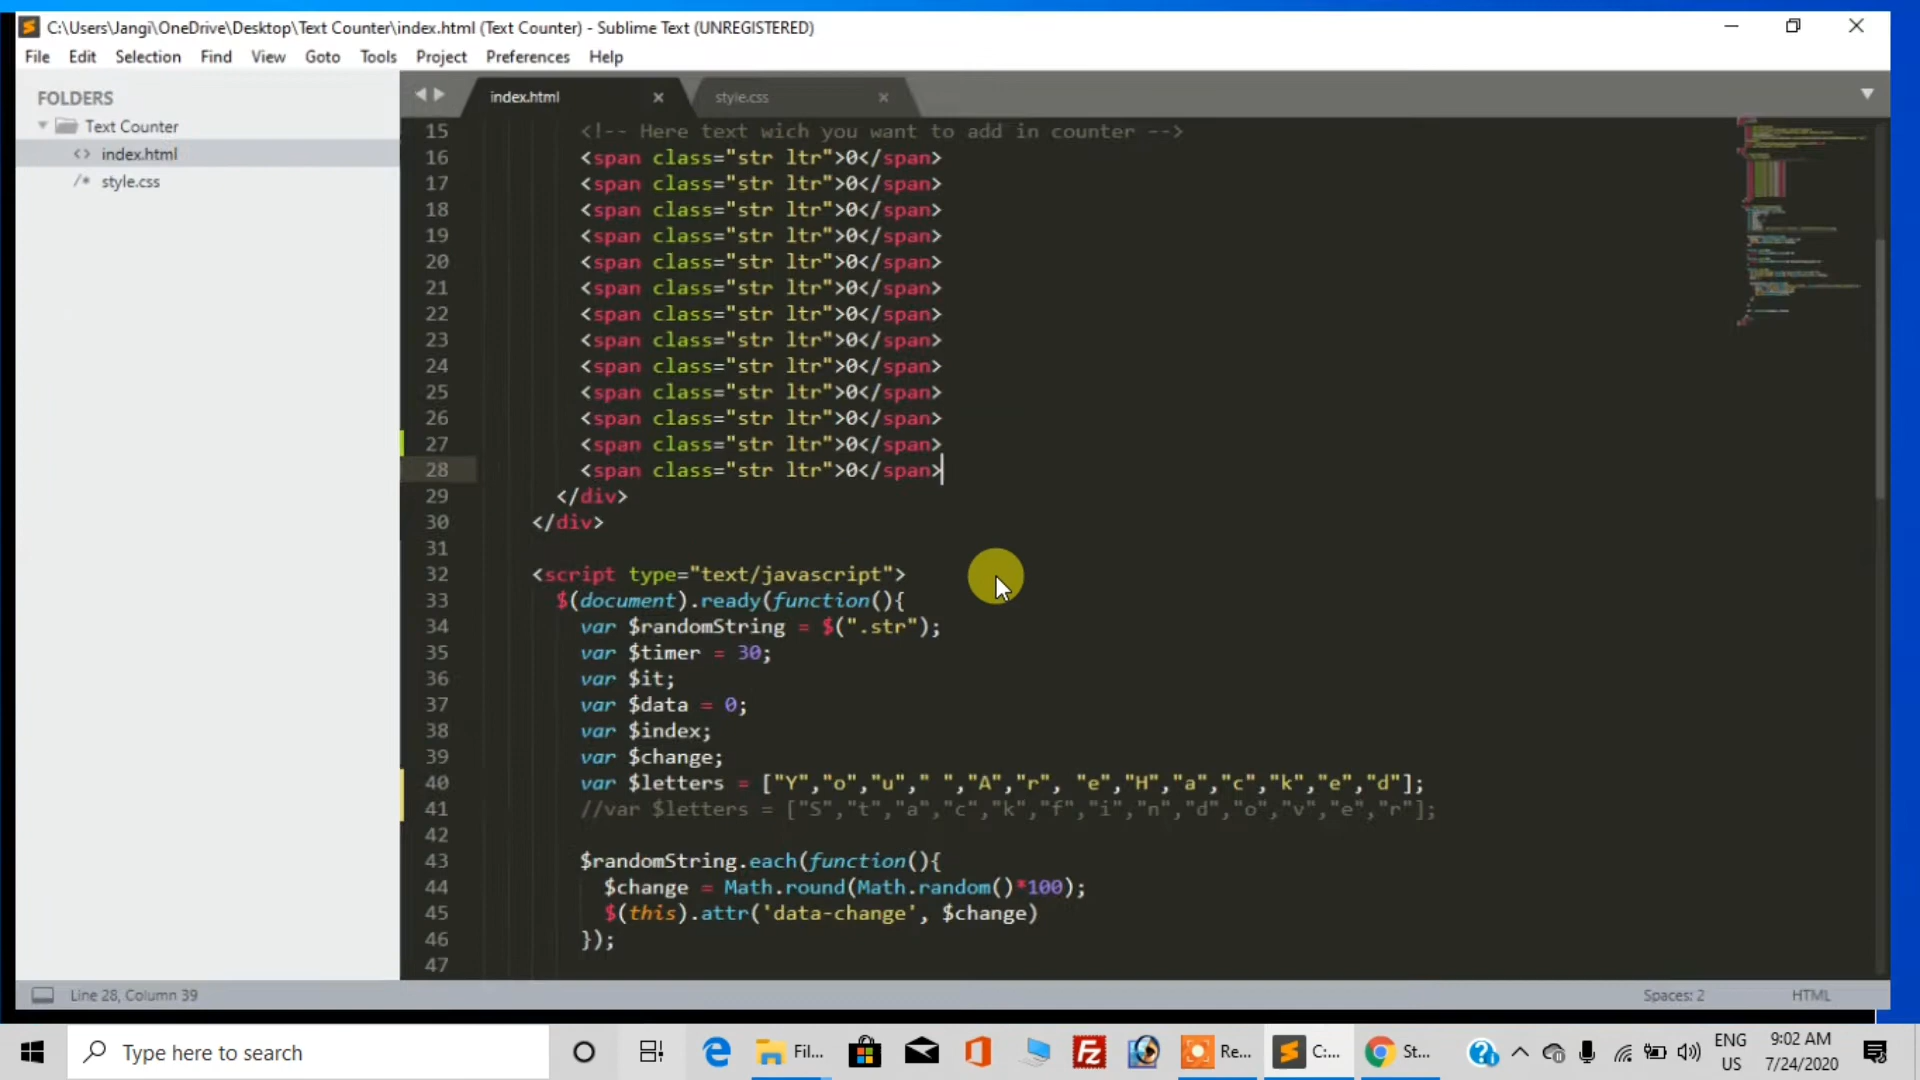 C:\Users\Jangi\OneDrive\Desktop\Text Counter\index.html (Text Counter) - Sublime Text (UNREGISTERED)
File Edit Selection Find View Goto Tools Project Preferences Help
FOLDERS
Text Counter
<> index.html
/* style.css
index.html × style.css ×
15 <!-- Here text wich you want to add in counter -->
16 <span class="str ltr">0</span>
17 <span class="str ltr">0</span>
18 <span class="str ltr">0</span>
19 <span class="str ltr">0</span>
20 <span class="str ltr">0</span>
21 <span class="str ltr">0</span>
22 <span class="str ltr">0</span>
23 <span class="str ltr">0</span>
24 <span class="str ltr">0</span>
25 <span class="str ltr">0</span>
26 <span class="str ltr">0</span>
27 <span class="str ltr">0</span>
28 <span class="str ltr">0</span>
29 </div>
30 </div>
31
32 <script type="text/javascript">
33 $(document).ready(function(){
34 var $randomString = $(".str");
35 var $timer = 30;
36 var $it;
37 var $data = 0;
38 var $index;
39 var $change;
40 var $letters = ["Y","o","u"," ","A","r", "e","H","a","c","k","e","d"];
41 //var $letters = ["S","t","a","c","k","f","i","n","d","o","v","e","r"];
42
43 $randomString.each(function(){
44 $change = Math.round(Math.random()*100);
45 $(this).attr('data-change', $change)
46 });
47
Line 28, Column 39 Spaces: 2 HTML
Type here to search Fil... Re... C:... St... ENG US 9:02 AM 7/24/2020